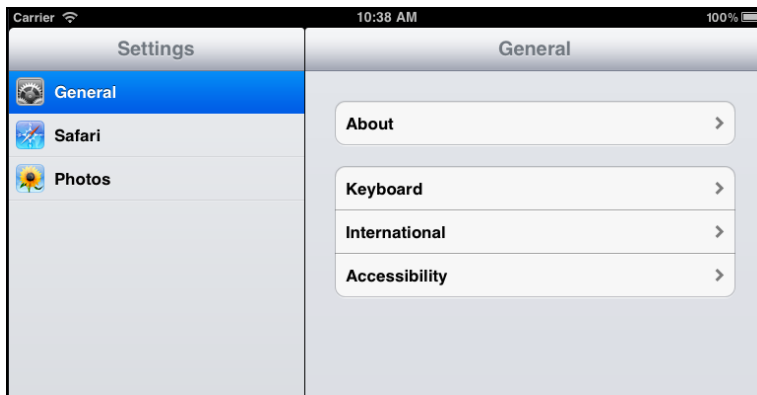 Carrier 10:38 AM 100%
Settings
General
Safari
Photos
General
About
Keyboard
International
Accessibility